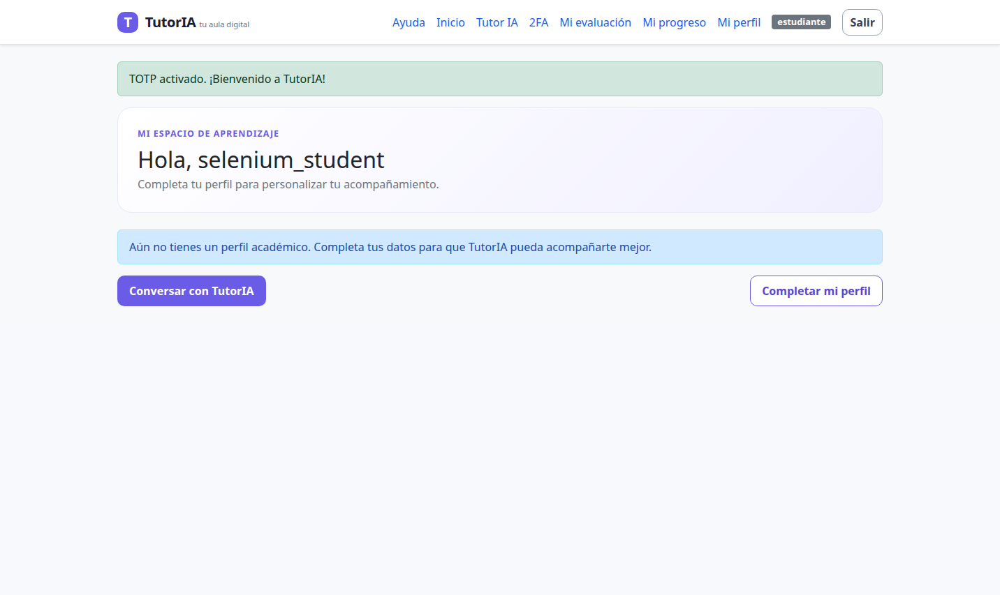 T TutorIA tu aula digital
Ayuda Inicio Tutor IA 2FA Mi evaluación Mi progreso Mi perfil estudiante Salir
TOTP activado. ¡Bienvenido a TutorIA!
MI ESPACIO DE APRENDIZAJE
Hola, selenium_student
Completa tu perfil para personalizar tu acompañamiento.
Aún no tienes un perfil académico. Completa tus datos para que TutorIA pueda acompañarte mejor.
Conversar con TutorIA
Completar mi perfil